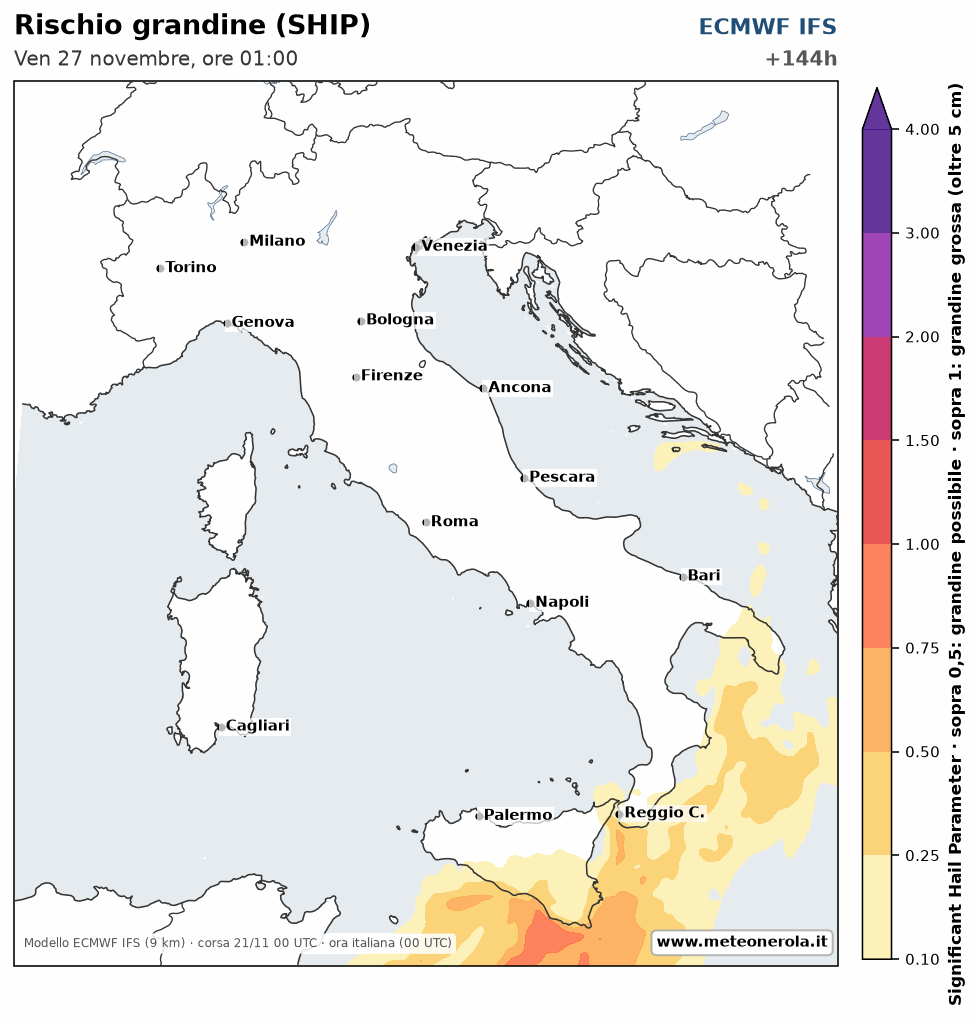 Rischio grandine (SHIP)
ECMWF IFS
Ven 27 novembre, ore 01:00
+144h
Milano
Venezia
Torino
Genova
Bologna
Firenze
Ancona
Pescara
Roma
Bari
Napoli
Cagliari
Palermo
Reggio C.
Modello ECMWF IFS (9 km) · corsa 21/11 00 UTC · ora italiana (00 UTC)
www.meteonerola.it
4.00
3.00
2.00
1.50
1.00
0.75
0.50
0.25
0.10
Significant Hail Parameter · sopra 0,5: grandine possibile · sopra 1: grandine grossa (oltre 5 cm)